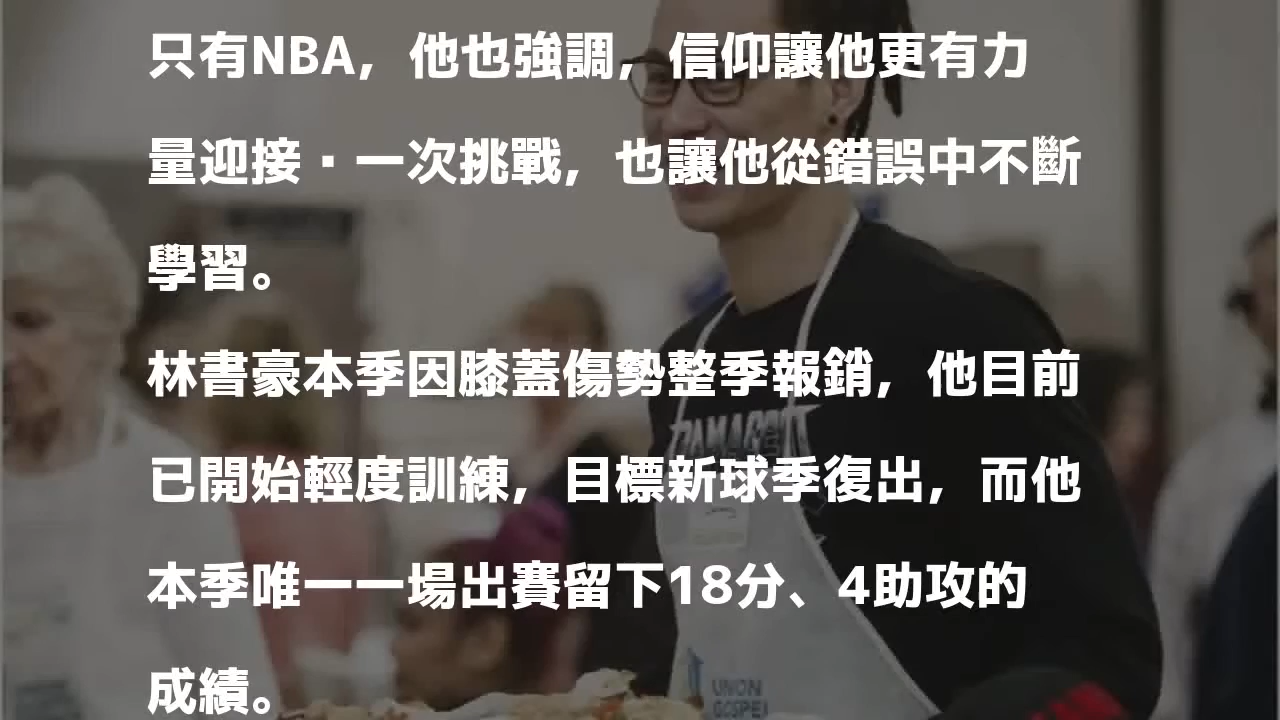 只有NBA，他也強調，信仰讓他更有力
量迎接·一次挑戰，也讓他從錯誤中不斷
學習。
林書豪本季因膝蓋傷勢整季報銷，他目前
已開始輕度訓練，目標新球季復出，而他
本季唯一一場出賽留下18分、4助攻的
成績。
UNION
GOSPEL